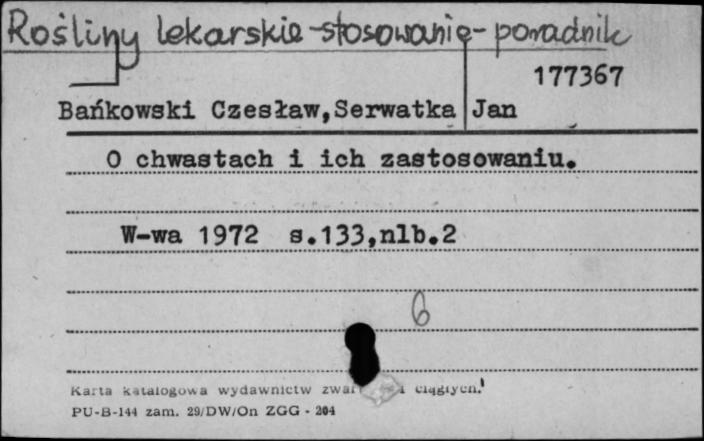 Rośliny lekarskie-stosowanie-poradnik
177367
Bańkowski Czesław,Serwatka Jan
O chwastach i ich zastosowaniu.
W-wa 1972 s.133,nlb.2
6
Karta katalogowa wydawnictw i ciągłych.
PU-B-144 zam. 29/DW/On ZGG - 204